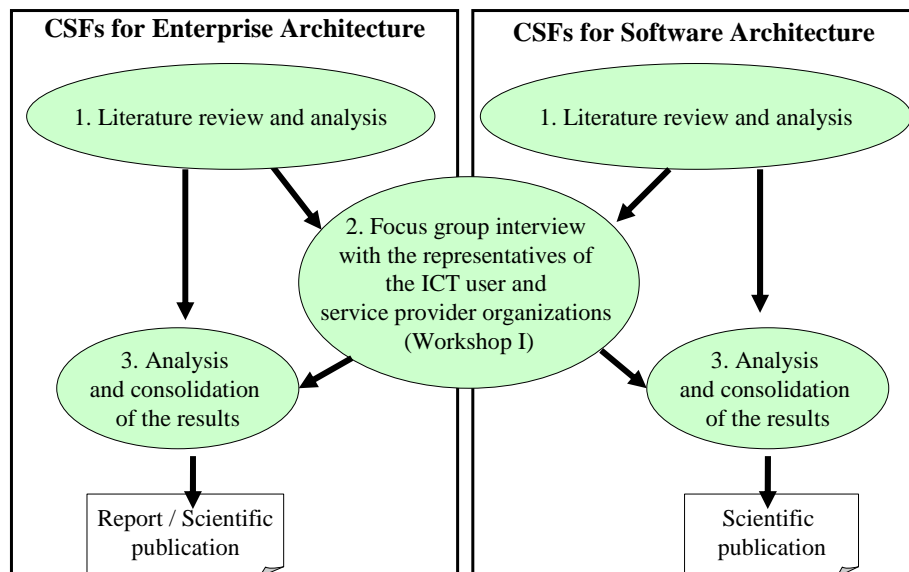 CSFs for Enterprise Architecture
1. Literature review and analysis
CSFs for Software Architecture
1. Literature review and analysis
2. Focus group interview
with the representatives of
the ICT user and
service provider organizations
(Workshop I)
3. Analysis
and consolidation
of the results
3. Analysis
and consolidation
of the results
Report / Scientific
publication
Scientific
publication